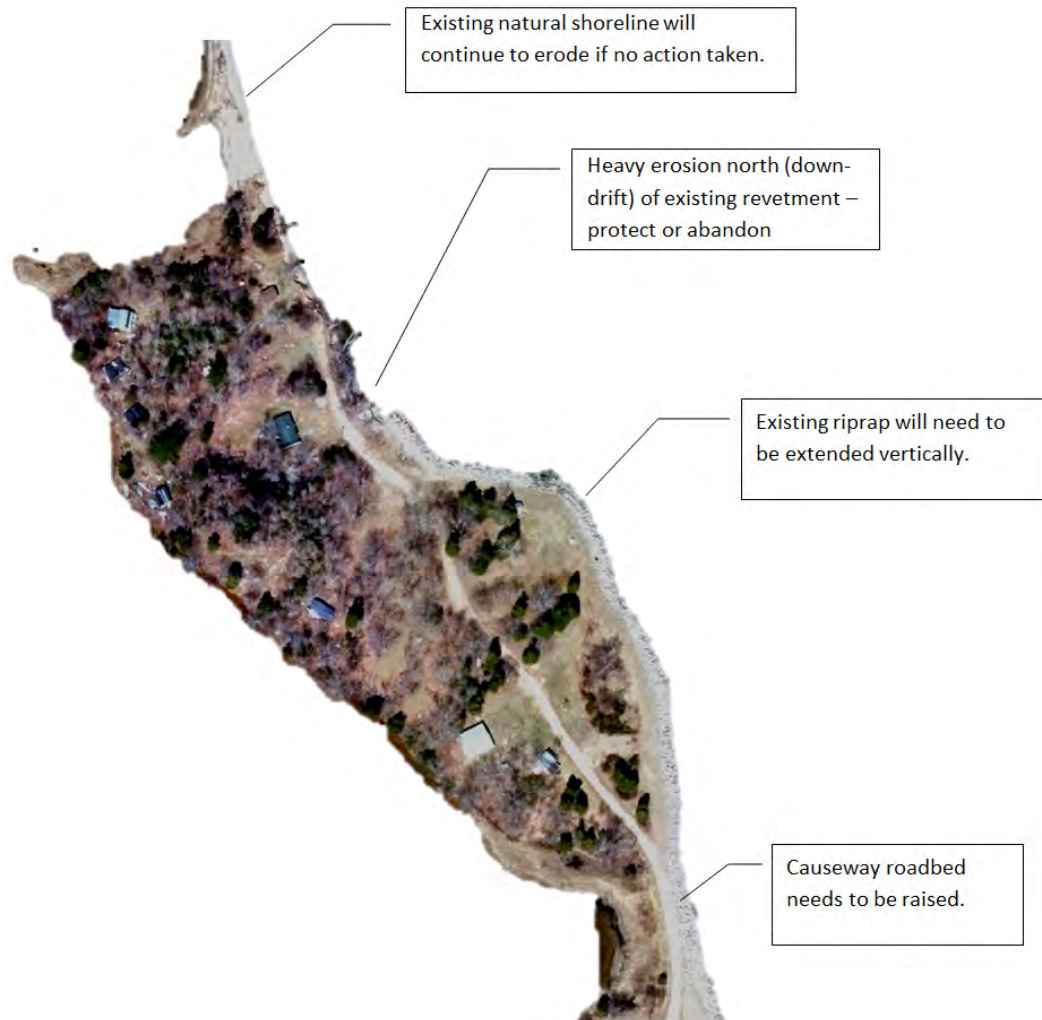 Existing natural shoreline will
continue to erode if no action taken.
Heavy erosion north (down-
drift) of existing revetment –
protect or abandon
Existing riprap will need to
be extended vertically.
Causeway roadbed
needs to be raised.